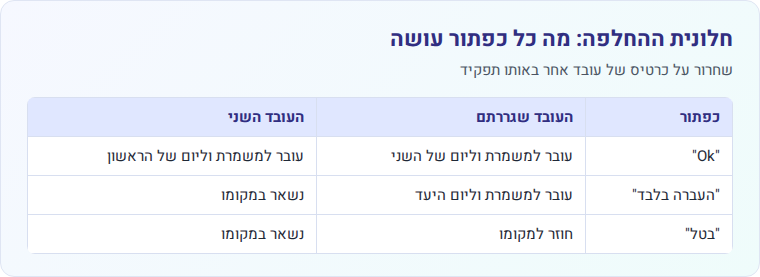 חלונית ההחלפה: מה כל כפתור עושה
שחרור על כרטיס של עובד אחר באותו תפקיד
כפתור העובד שגררתם העובד השני
"Ok" עובר למשמרת וליום של השני עובר למשמרת וליום של הראשון
"העברה בלבד" עובר למשמרת וליום היעד נשאר במקומו
"בטל" חוזר למקומו נשאר במקומו